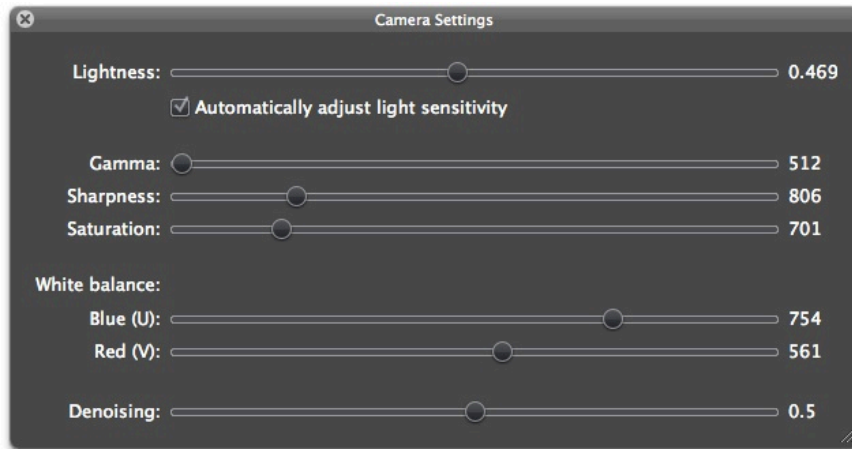 Camera Settings
Lightness: 0.469
Automatically adjust light sensitivity
Gamma: 512
Sharpness: 806
Saturation: 701
White balance:
Blue (U): 754
Red (V): 561
Denoising: 0.5